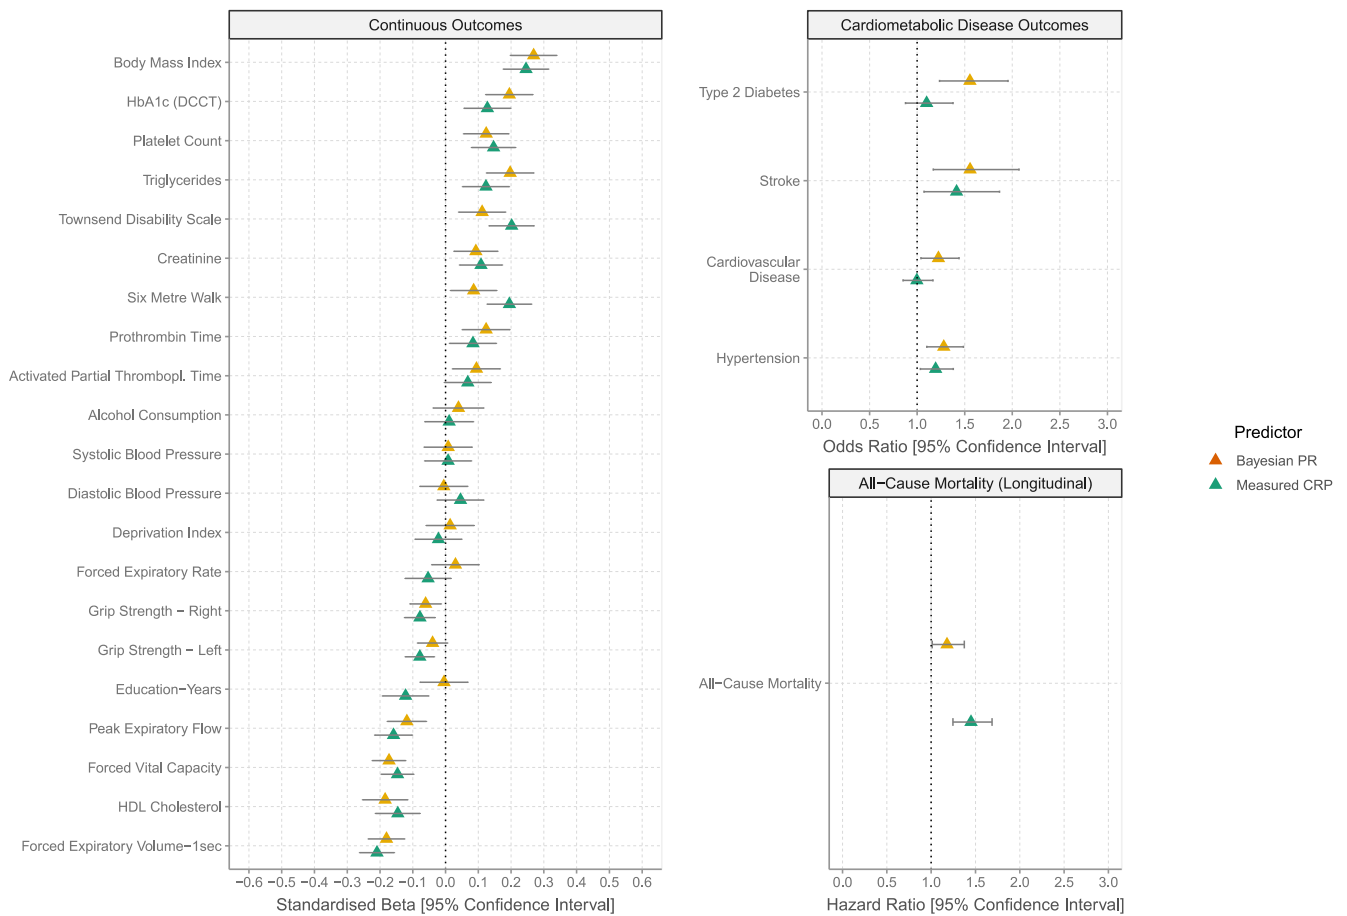 Continuous Outcomes
Body Mass Index
HbA1c (DCCT)
Platelet Count
Triglycerides
Townsend Disability Scale
Creatinine
Six Metre Walk
Prothrombin Time
Activated Partial Thrombopl. Time
Alcohol Consumption
Systolic Blood Pressure
Diastolic Blood Pressure
Deprivation Index
Forced Expiratory Rate
Grip Strength − Right
Grip Strength − Left
Education−Years
Peak Expiratory Flow
Forced Vital Capacity
HDL Cholesterol
Forced Expiratory Volume−1sec
−0.6 −0.5 −0.4 −0.3 −0.2 −0.1 0.0 0.1 0.2 0.3 0.4 0.5 0.6
Standardised Beta [95% Confidence Interval]
Cardiometabolic Disease Outcomes
Type 2 Diabetes
Stroke
Cardiovascular
Disease
Hypertension
0.0 0.5 1.0 1.5 2.0 2.5 3.0
Odds Ratio [95% Confidence Interval]
All−Cause Mortality (Longitudinal)
All−Cause Mortality
0.0 0.5 1.0 1.5 2.0 2.5 3.0
Hazard Ratio [95% Confidence Interval]
Predictor
Bayesian PR
Measured CRP